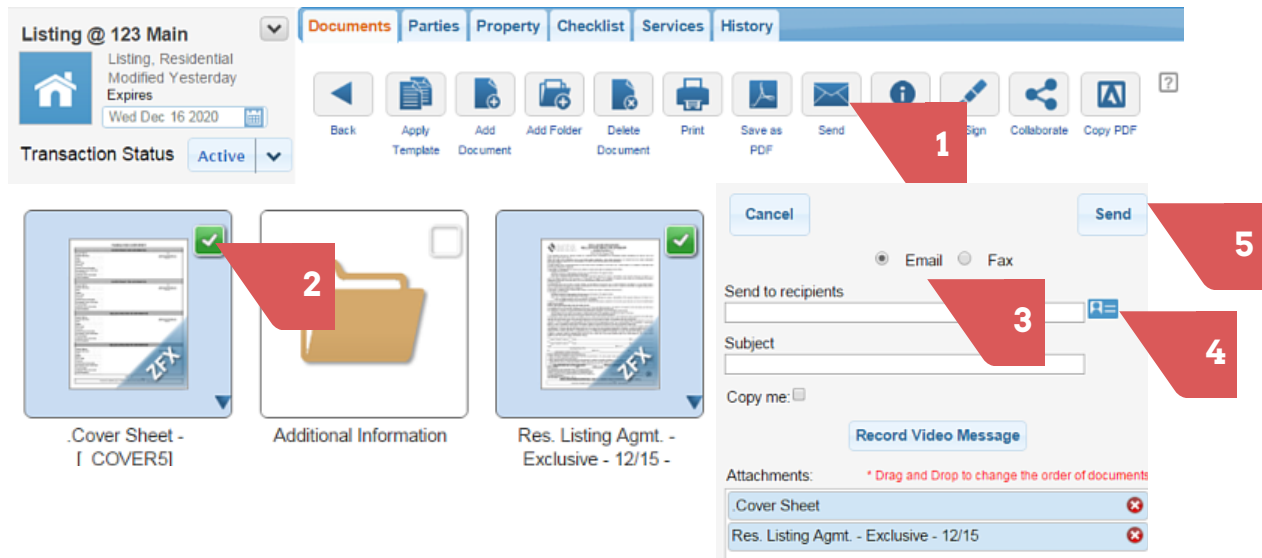 Listing @ 123 Main
Listing, Residential
Modified Yesterday
Expires
Wed Dec 16 2020
Transaction Status Active
Documents Parties Property Checklist Services History
Back
Apply Template
Add Document
Add Folder
Delete Document
Print
Save as PDF
Send
Sign
Collaborate
Copy PDF
?
1
ZFX
.Cover Sheet -
[ COVER5]
2
Additional Information
ZFX
Res. Listing Agmt. -
Exclusive - 12/15 -
Cancel Send
5
Email Fax
3
Send to recipients
4
Subject
Copy me:
Record Video Message
Attachments: * Drag and Drop to change the order of documents
.Cover Sheet
Res. Listing Agmt. - Exclusive - 12/15